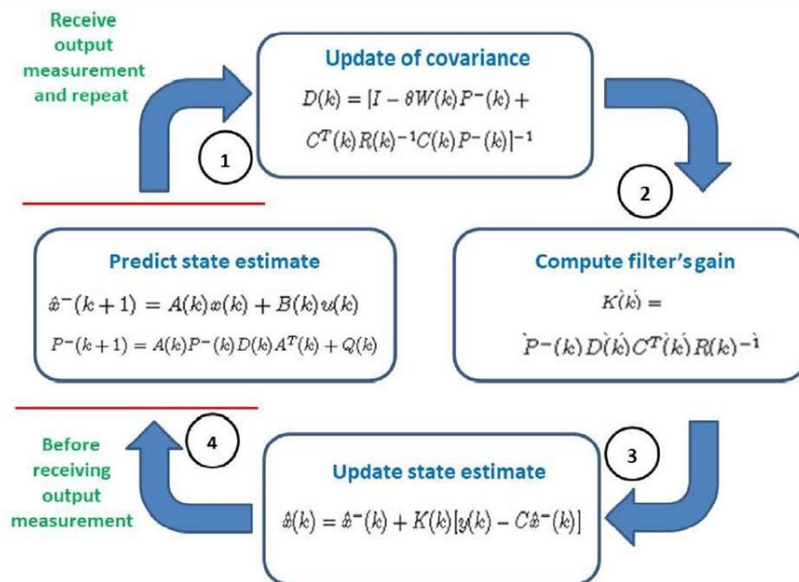 Receive
output
measurement
and repeat
Update of covariance
D(k) = [I − θW(k)P⁻(k) +
Cᵀ(k)R(k)⁻¹C(k)P⁻(k)]⁻¹
1
2
Predict state estimate
x̂⁻(k + 1) = A(k)x(k) + B(k)u(k)
P⁻(k + 1) = A(k)P⁻(k)D(k)Aᵀ(k) + Q(k)
Compute filter's gain
K(k) =
P⁻(k)D(k)Cᵀ(k)R(k)⁻¹
Before
receiving
output
measurement
4
3
Update state estimate
x̂(k) = x̂⁻(k) + K(k)[y(k) − Cx̂⁻(k)]